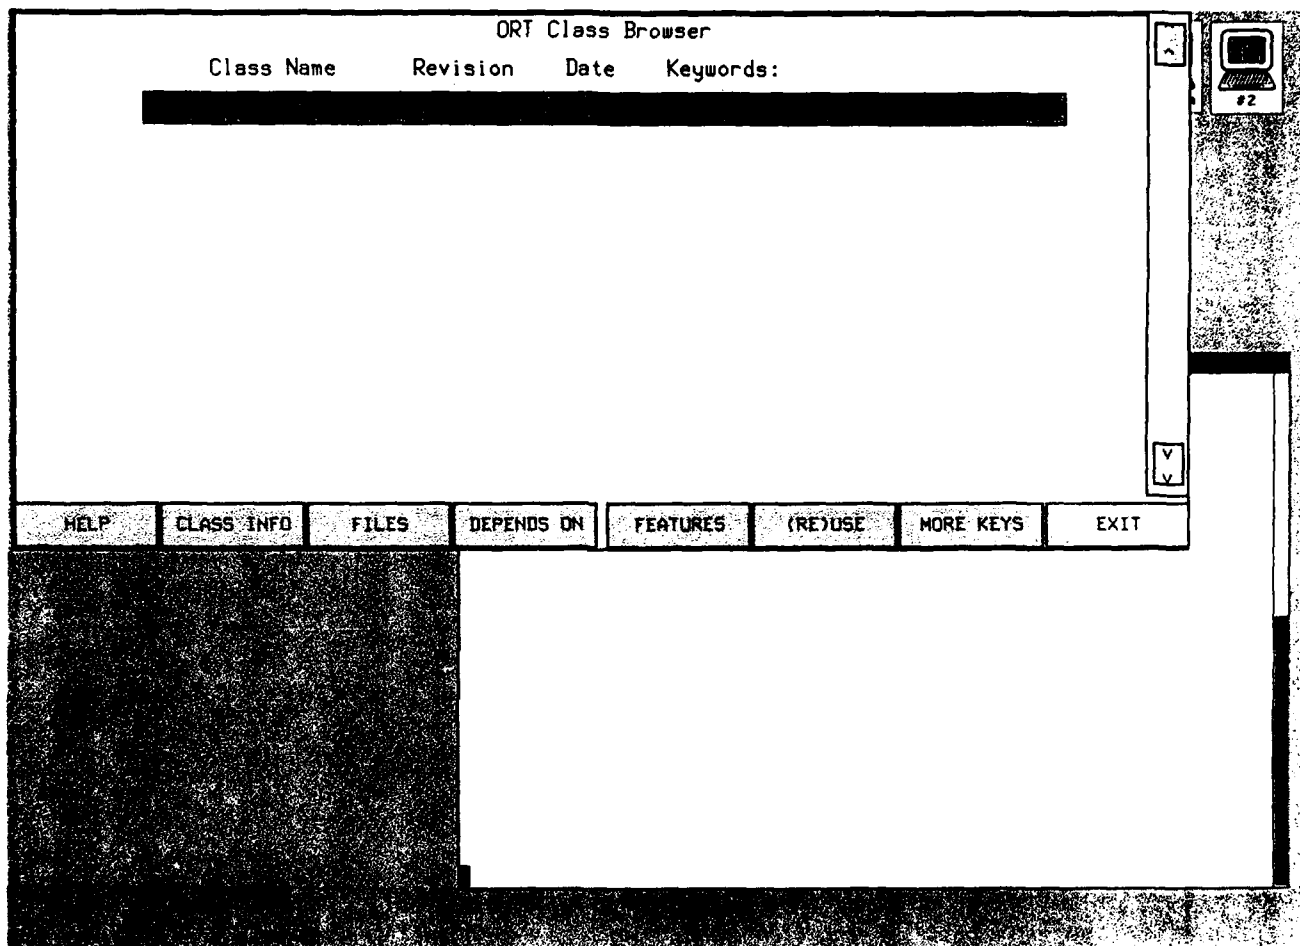 ORT Class Browser
Class Name Revision Date Keywords:
#2
HELP CLASS INFO FILES DEPENDS ON FEATURES (RE)USE MORE KEYS EXIT